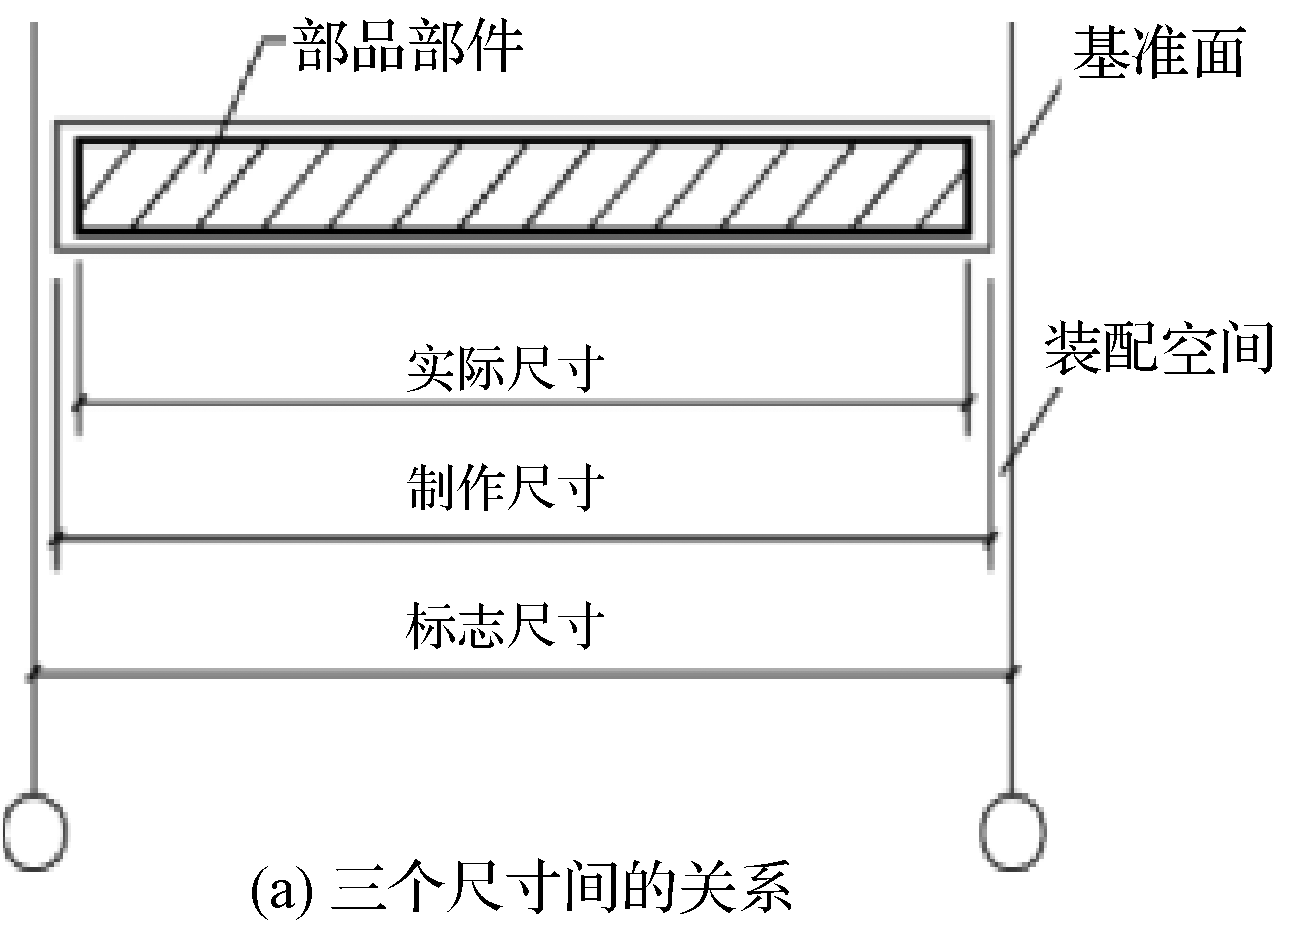 部品部件
基准面
装配空间
实际尺寸
制作尺寸
标志尺寸
(a) 三个尺寸间的关系